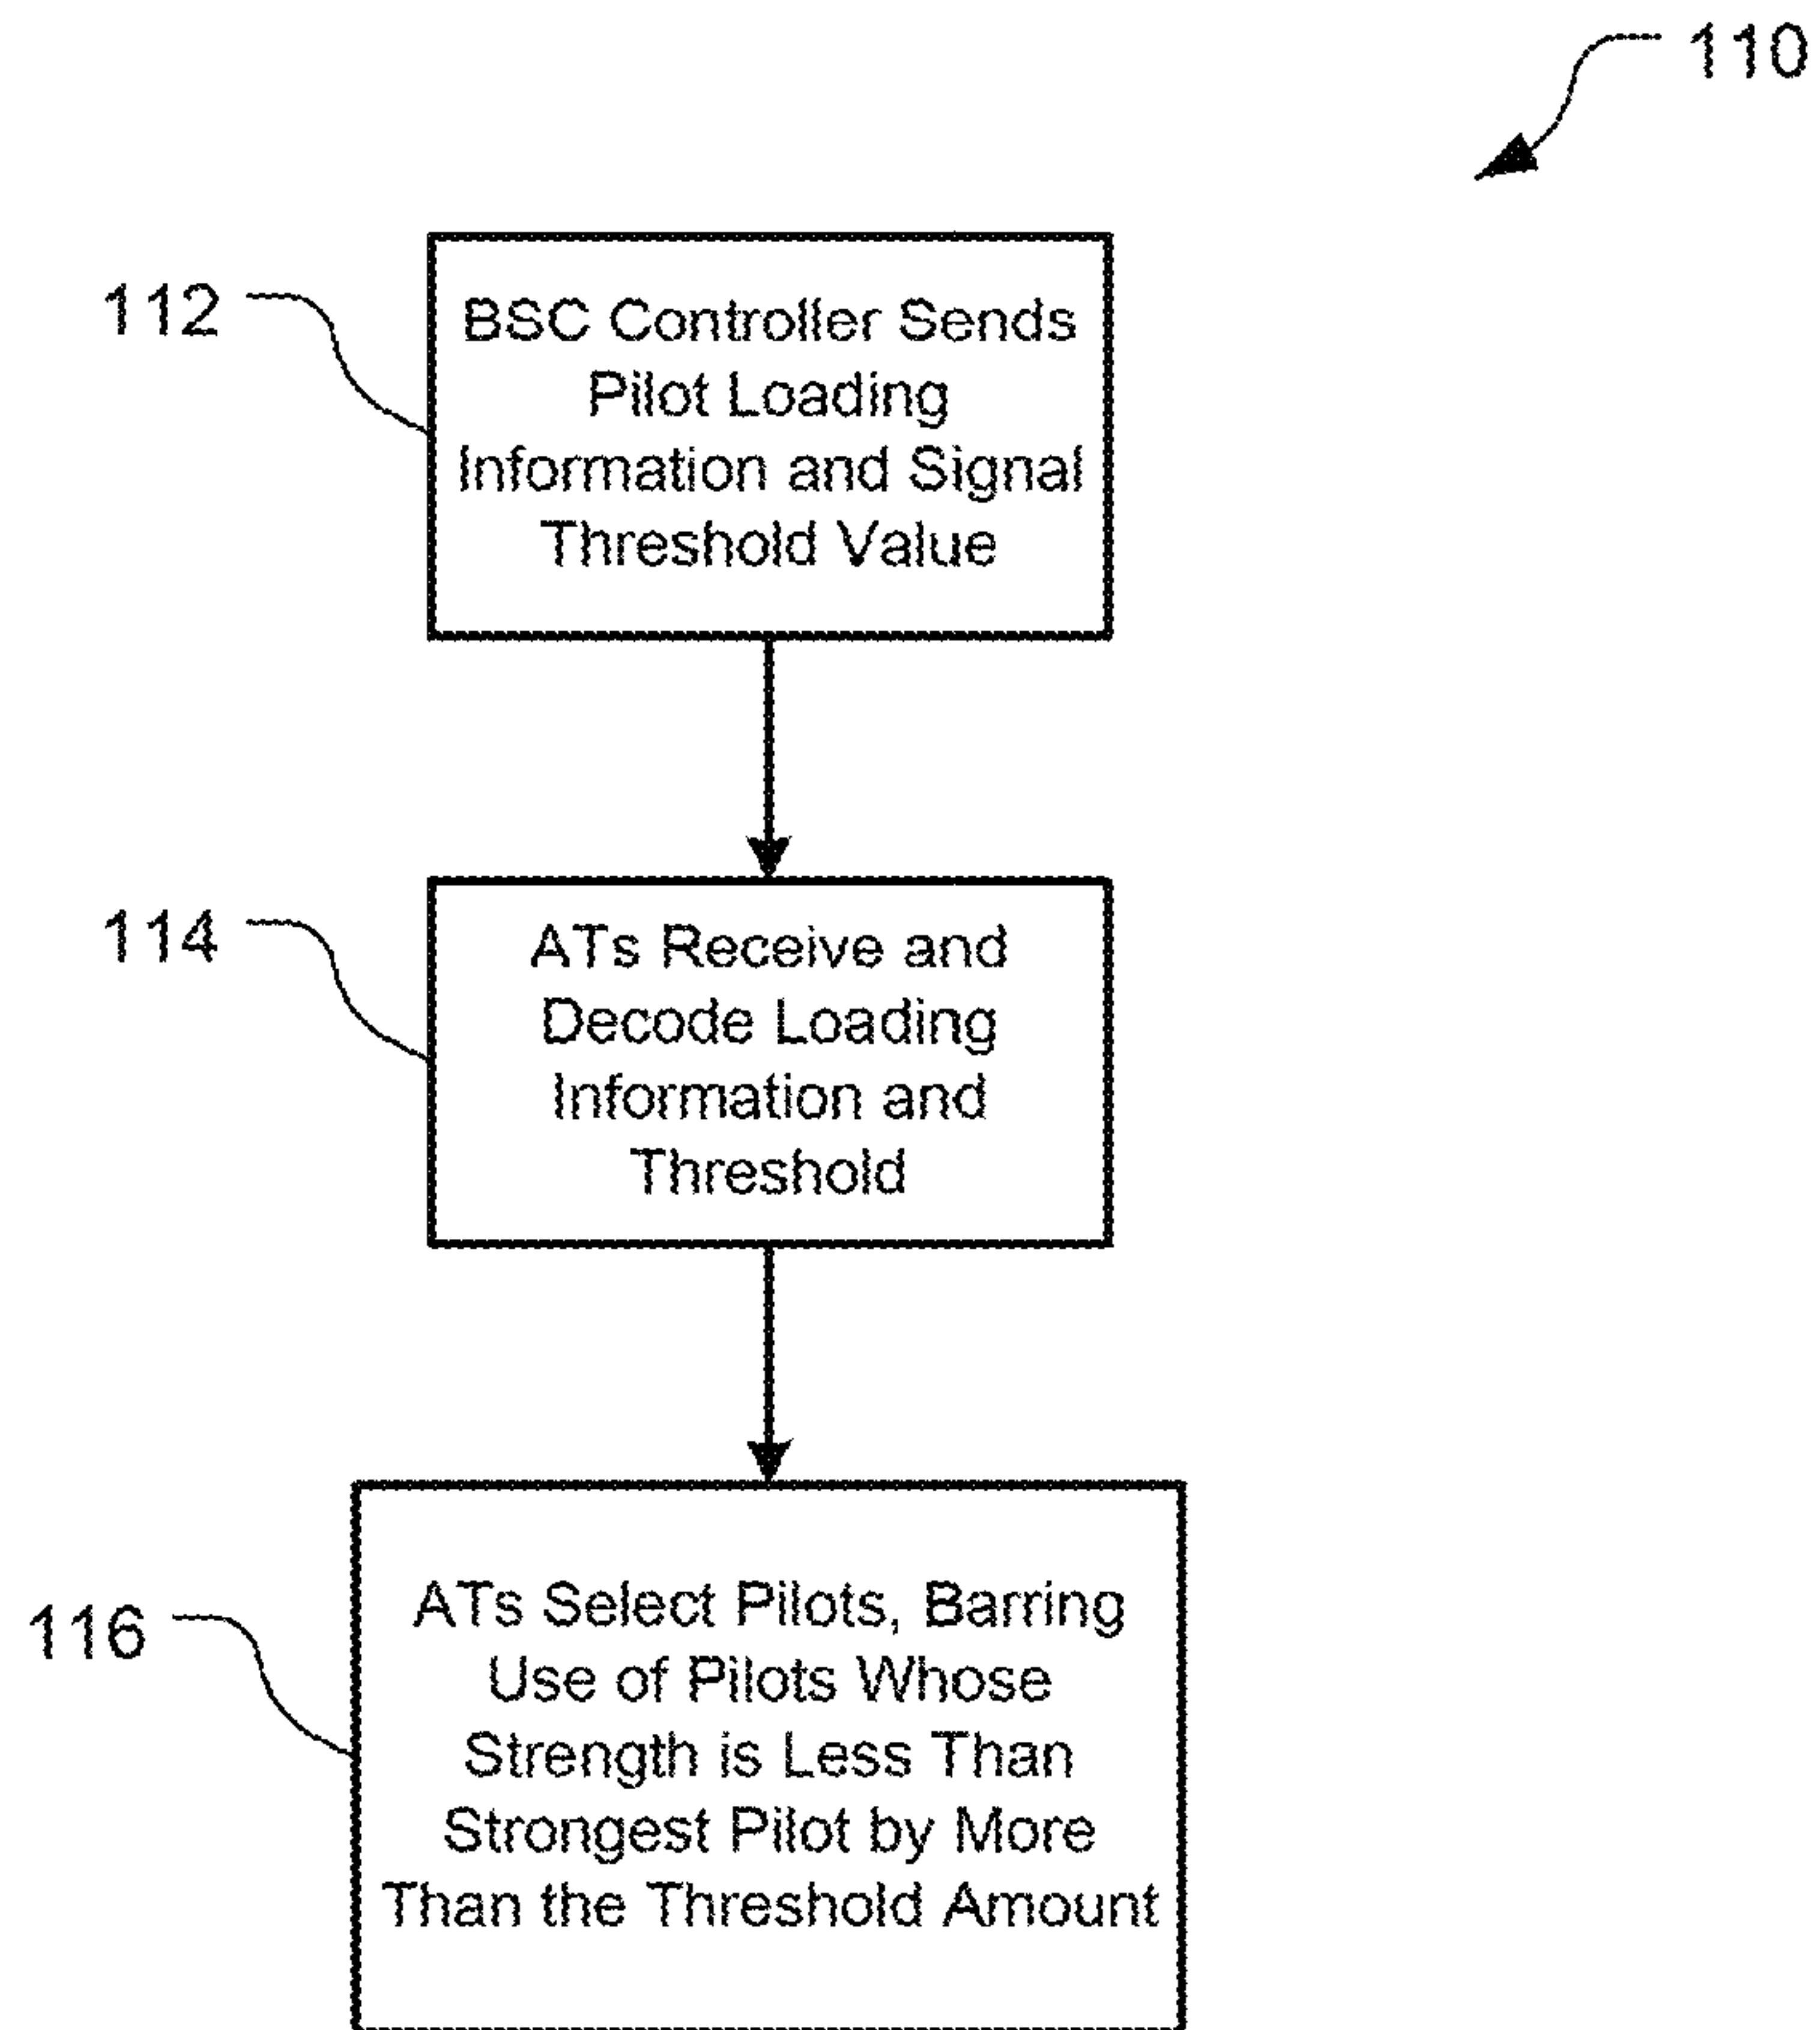 110
112
BSC Controller Sends
Pilot Loading
Information and Signal
Threshold Value
114
ATs Receive and
Decode Loading
Information and
Threshold
116
ATs Select Pilots, Barring
Use of Pilots Whose
Strength is Less Than
Strongest Pilot by More
Than the Threshold Amount